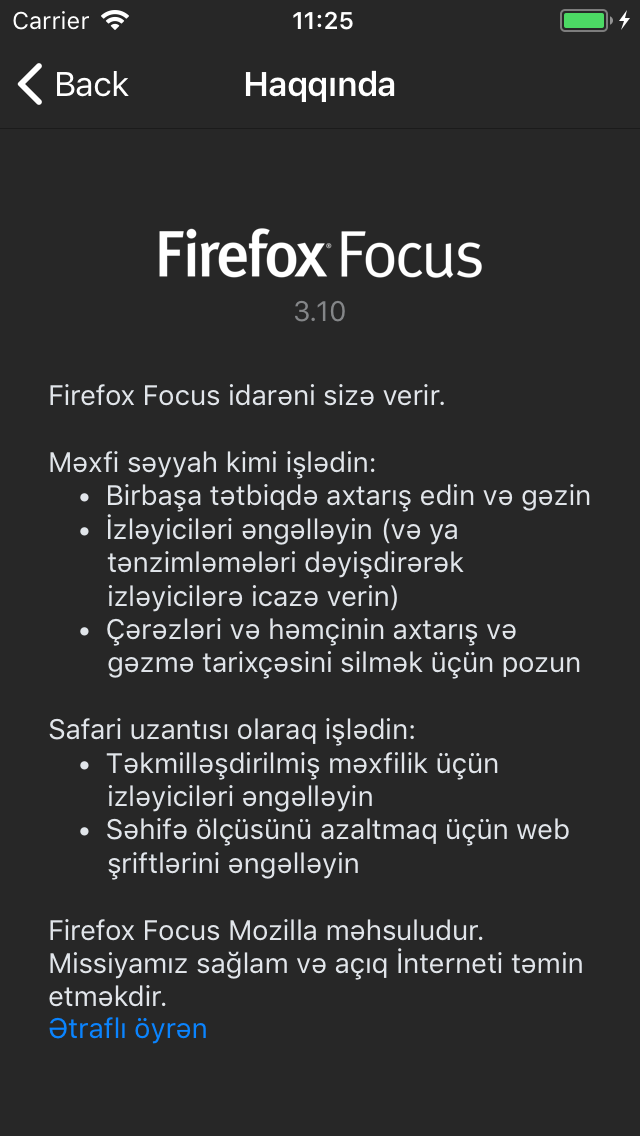 Carrier 11:25
Back Haqqında
Firefox Focus
3.10
Firefox Focus idarəni sizə verir.
Məxfi səyyah kimi işlədin:
• Birbaşa tətbiqdə axtarış edin və gəzin
• İzləyiciləri əngəlləyin (və ya
tənzimləmələri dəyişdirərək
izləyicilərə icazə verin)
• Çərəzləri və həmçinin axtarış və
gəzmə tarixçəsini silmək üçün pozun
Safari uzantısı olaraq işlədin:
• Təkmilləşdirilmiş məxfilik üçün
izləyiciləri əngəlləyin
• Səhifə ölçüsünü azaltmaq üçün web
şriftlərini əngəlləyin
Firefox Focus Mozilla məhsuludur.
Missiyamız sağlam və açıq İnterneti təmin
etməkdir.
Ətraflı öyrən